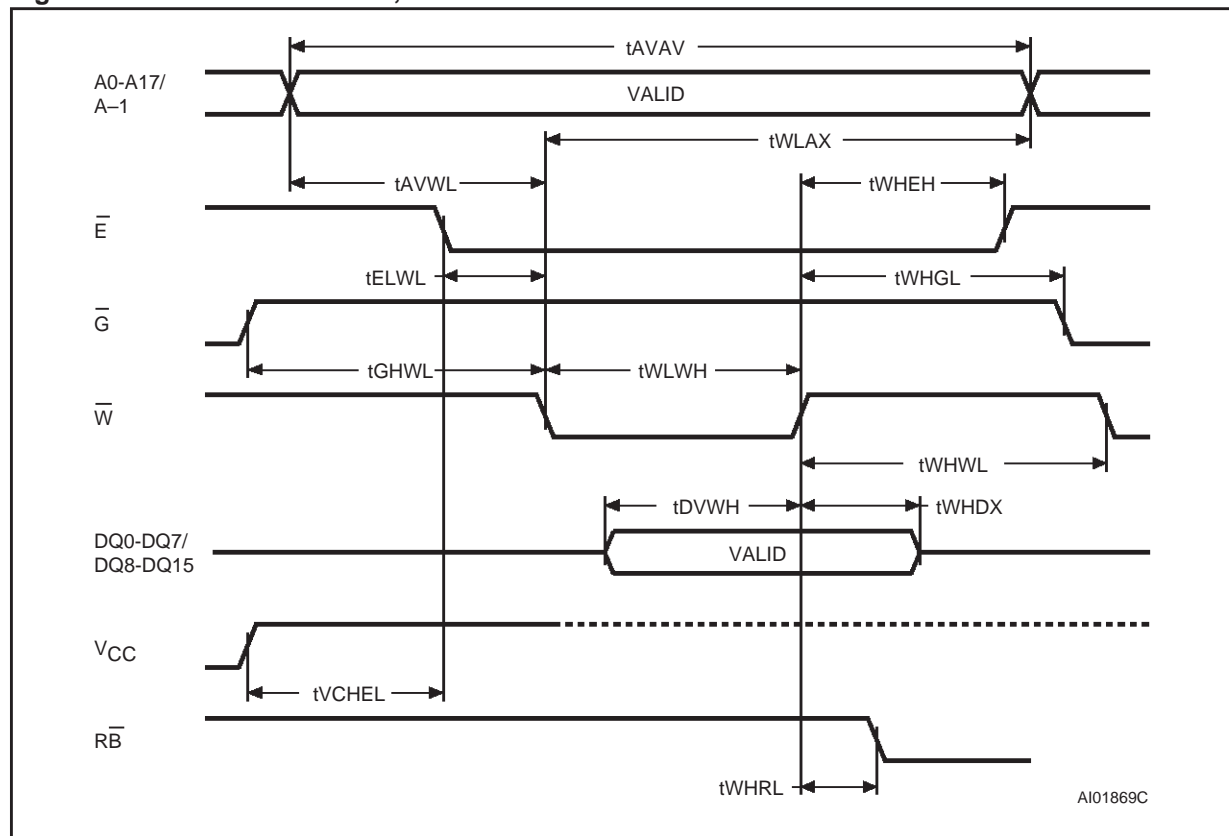 tAVAV
A0-A17/
A–1
VALID
tWLAX
tAVWL
tWHEH
E̅
tELWL
tWHGL
G̅
tGHWL
tWLWH
W̅
tWHWL
tDVWH
tWHDX
DQ0-DQ7/
DQ8-DQ15
VALID
VCC
tVCHEL
RB̅
tWHRL
AI01869C